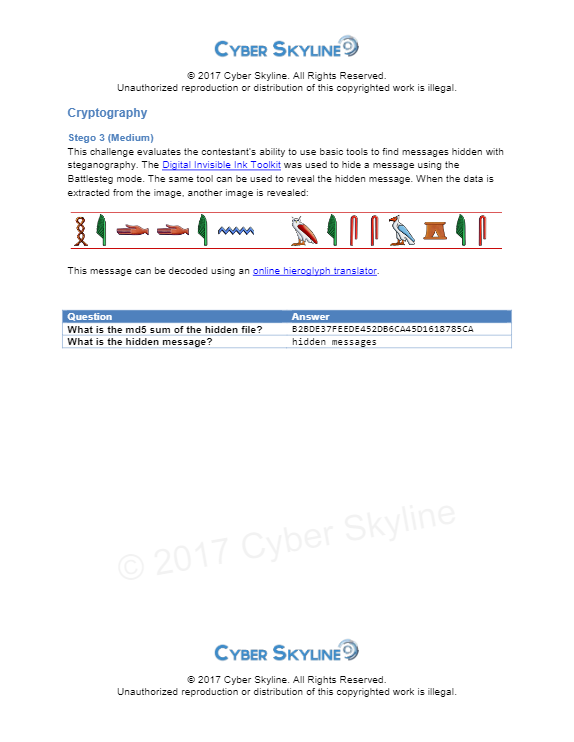 CYBER SKYLINE
© 2017 Cyber Skyline. All Rights Reserved.
Unauthorized reproduction or distribution of this copyrighted work is illegal.
Cryptography
Stego 3 (Medium)
This challenge evaluates the contestant's ability to use basic tools to find messages hidden with
steganography. The Digital Invisible Ink Toolkit was used to hide a message using the
Battlesteg mode. The same tool can be used to reveal the hidden message. When the data is
extracted from the image, another image is revealed:
This message can be decoded using an online hieroglyph translator.
Question Answer
What is the md5 sum of the hidden file? B2BDE37FEEDE452DB6CA45D1618785CA
What is the hidden message? hidden messages
© 2017 Cyber Skyline
CYBER SKYLINE
© 2017 Cyber Skyline. All Rights Reserved.
Unauthorized reproduction or distribution of this copyrighted work is illegal.